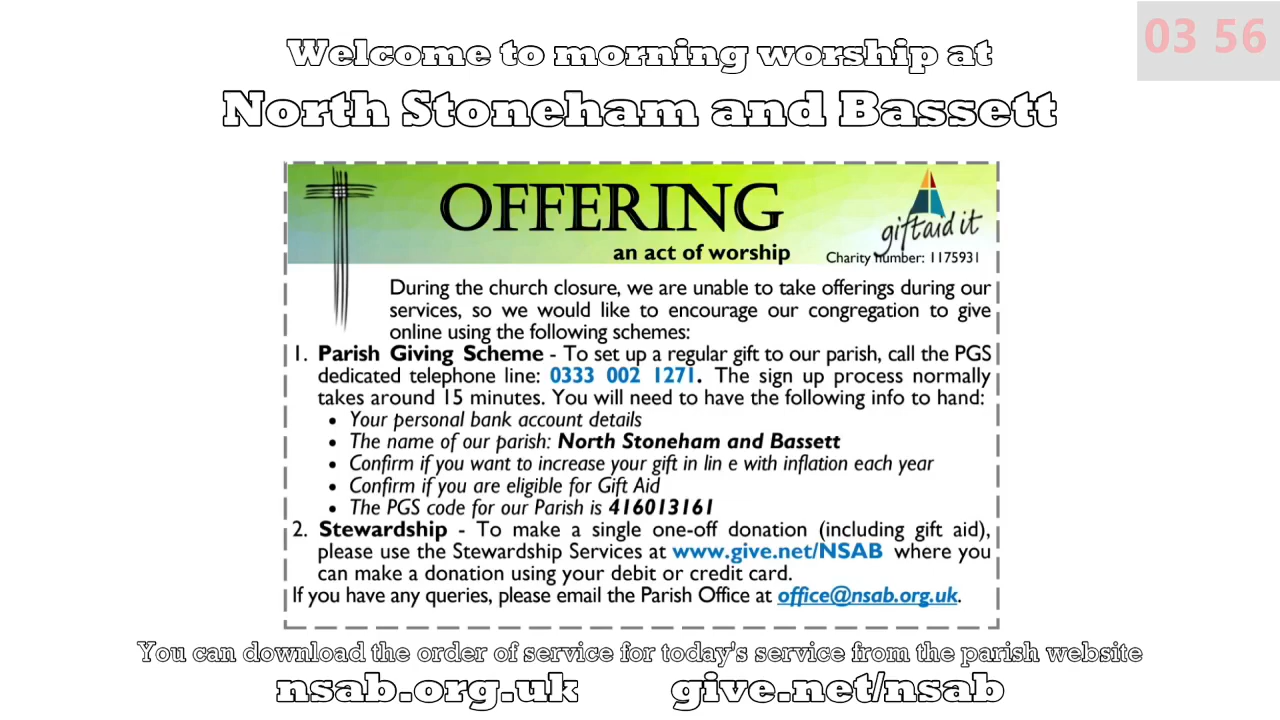 03 56
Welcome to morning worship at
North Stoneham and Bassett
OFFERING
an act of worship
giftaid it
Charity number: 1175931
During the church closure, we are unable to take offerings during our
services, so we would like to encourage our congregation to give
online using the following schemes:
1. Parish Giving Scheme - To set up a regular gift to our parish, call the PGS
dedicated telephone line: 0333 002 1271. The sign up process normally
takes around 15 minutes. You will need to have the following info to hand:
• Your personal bank account details
• The name of our parish: North Stoneham and Bassett
• Confirm if you want to increase your gift in lin e with inflation each year
• Confirm if you are eligible for Gift Aid
• The PGS code for our Parish is 416013161
2. Stewardship - To make a single one-off donation (including gift aid),
please use the Stewardship Services at www.give.net/NSAB where you
can make a donation using your debit or credit card.
If you have any queries, please email the Parish Office at office@nsab.org.uk.
You can download the order of service for today's service from the parish website
nsab.org.uk give.net/nsab